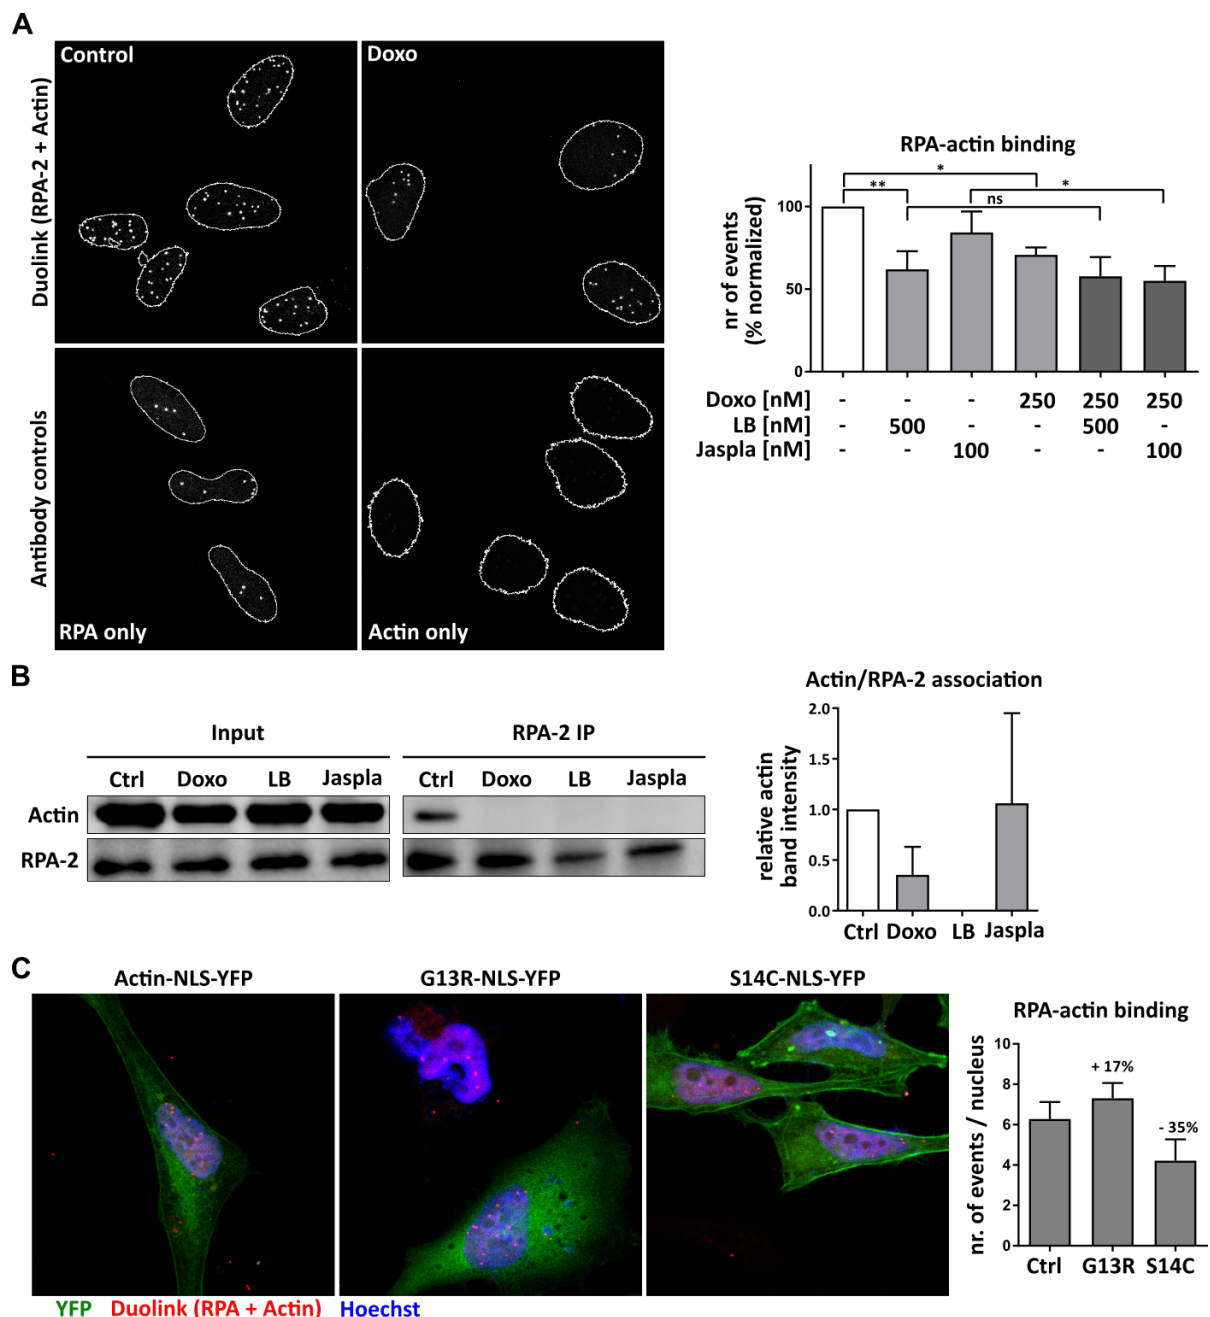 A
Duolink (RPA-2 + Actin)
Control
Doxo
Antibody controls
RPA only
Actin only
RPA-actin binding
nr of events
(% normalized)
100
50
0
*
**
*
ns
Doxo [nM] - - - 250 250 250
LB [nM] - 500 - - 500 -
Jaspla [nM] - - 100 - - 100
B
Input
RPA-2 IP
Ctrl Doxo LB Jaspla
Ctrl Doxo LB Jaspla
Actin
RPA-2
Actin/RPA-2 association
relative actin
band intensity
2.0
1.5
1.0
0.5
0.0
Ctrl Doxo LB Jaspla
C
Actin-NLS-YFP
G13R-NLS-YFP
S14C-NLS-YFP
YFP Duolink (RPA + Actin) Hoechst
RPA-actin binding
nr. of events / nucleus
10
8
6
4
2
0
+ 17%
- 35%
Ctrl G13R S14C